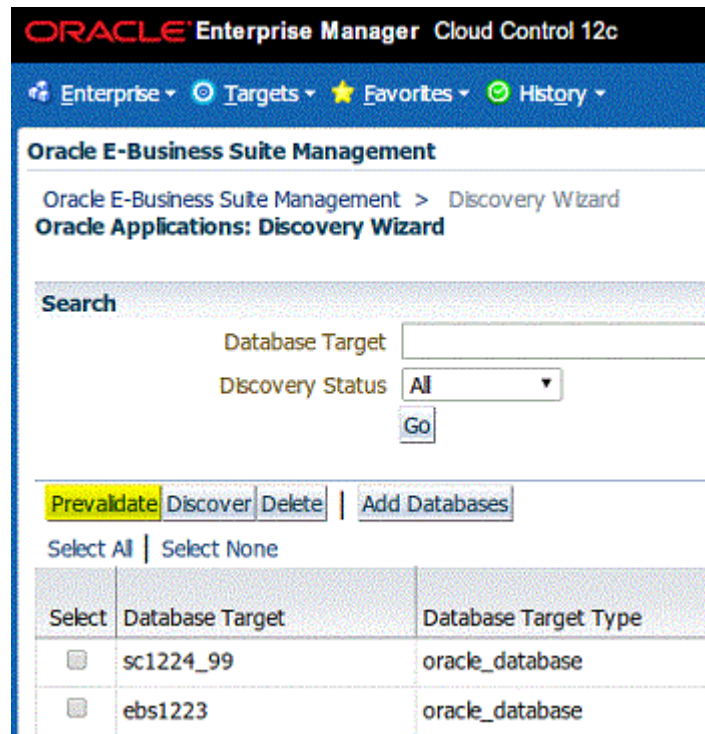 ORACLE Enterprise Manager Cloud Control 12c
Enterprise Targets Favorites History
Oracle E-Business Suite Management
Oracle E-Business Suite Management > Discovery Wizard
Oracle Applications: Discovery Wizard
Search
Database Target
Discovery Status All
Go
Prevalidate Discover Delete | Add Databases
Select All | Select None
Select Database Target Database Target Type
sc1224_99 oracle_database
ebs1223 oracle_database